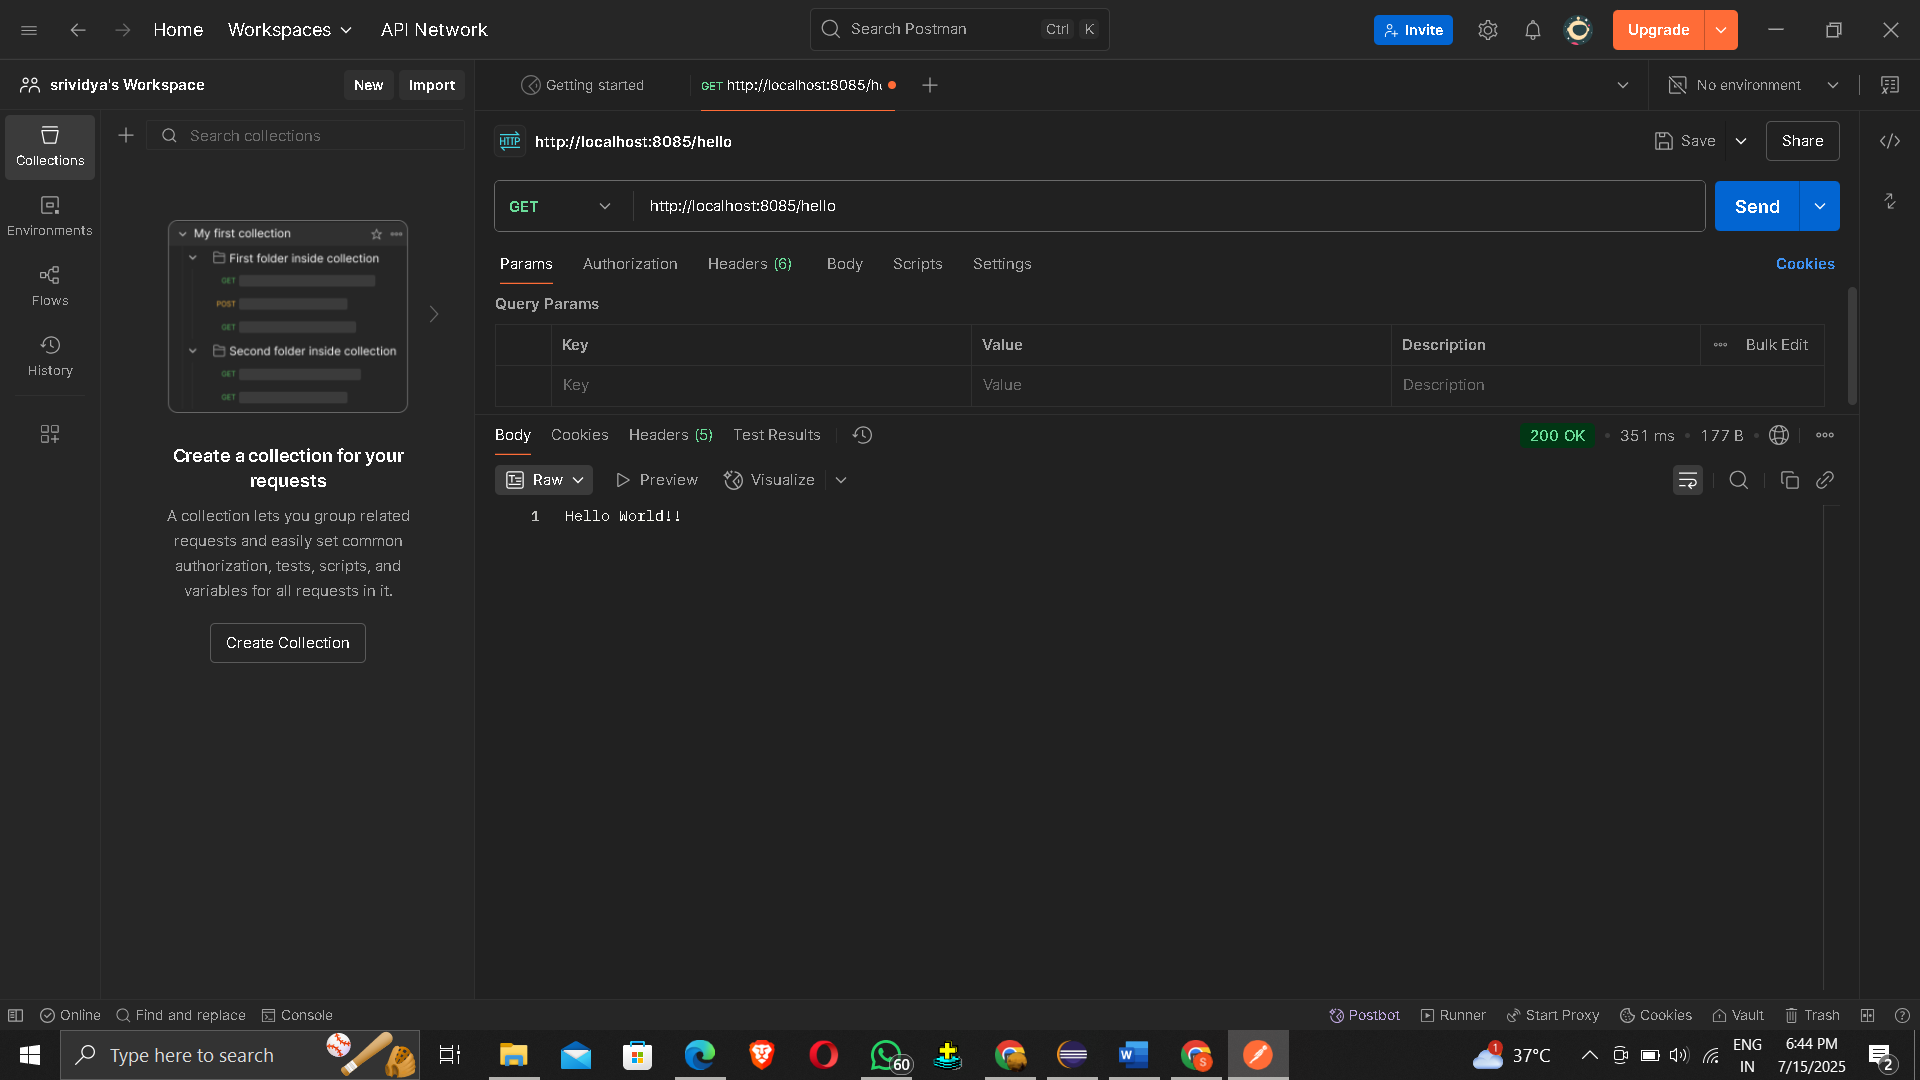 Home Workspaces API Network Search Postman Ctrl K Invite Upgrade
srividya's Workspace New Import
Getting started GET http://localhost:8085/h No environment
Search collections
Collections
Environments
Flows
History
My first collection
First folder inside collection
GET
POST
GET
Second folder inside collection
GET
GET
Create a collection for your
requests
A collection lets you group related
requests and easily set common
authorization, tests, scripts, and
variables for all requests in it.
Create Collection
HTTP http://localhost:8085/hello Save Share
GET http://localhost:8085/hello Send
Params Authorization Headers (6) Body Scripts Settings Cookies
Query Params
Key Value Description Bulk Edit
Key Value Description
Body Cookies Headers (5) Test Results 200 OK • 351 ms • 177 B •
Raw Preview Visualize
1 Hello World!!
Online Find and replace Console Postbot Runner Start Proxy Cookies Vault Trash
Type here to search 60 1 37°C ENG
IN
6:44 PM
7/15/2025
2